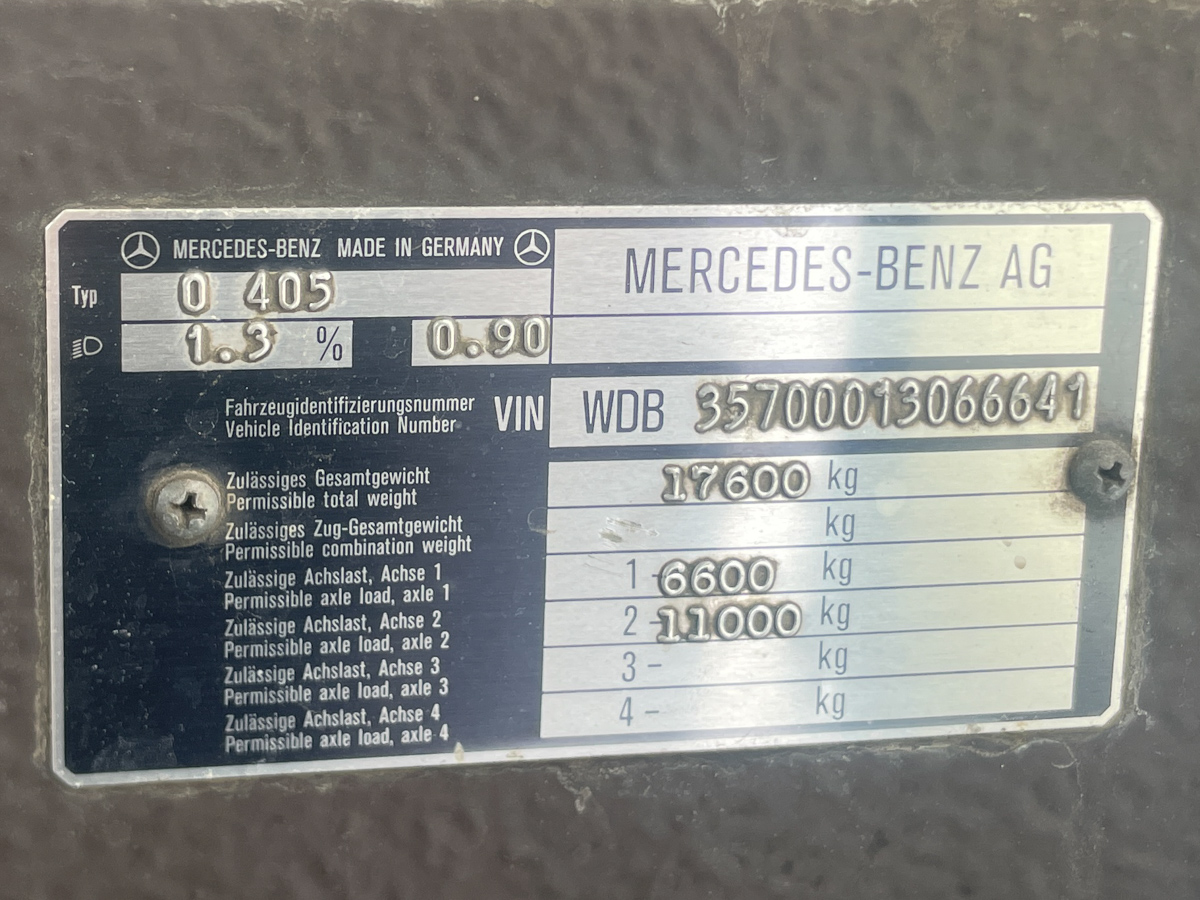 MERCEDES-BENZ MADE IN GERMANY
MERCEDES-BENZ AG
Typ O 405
1.3 % 0.90
Fahrzeugidentifizierungsnummer
Vehicle Identification Number
VIN WDB 35700013066641
Zulässiges Gesamtgewicht
Permissible total weight
17600 kg
Zulässiges Zug-Gesamtgewicht
Permissible combination weight
kg
Zulässige Achslast, Achse 1
Permissible axle load, axle 1
1 - 6600 kg
Zulässige Achslast, Achse 2
Permissible axle load, axle 2
2 - 11000 kg
Zulässige Achslast, Achse 3
Permissible axle load, axle 3
3 - kg
Zulässige Achslast, Achse 4
Permissible axle load, axle 4
4 - kg